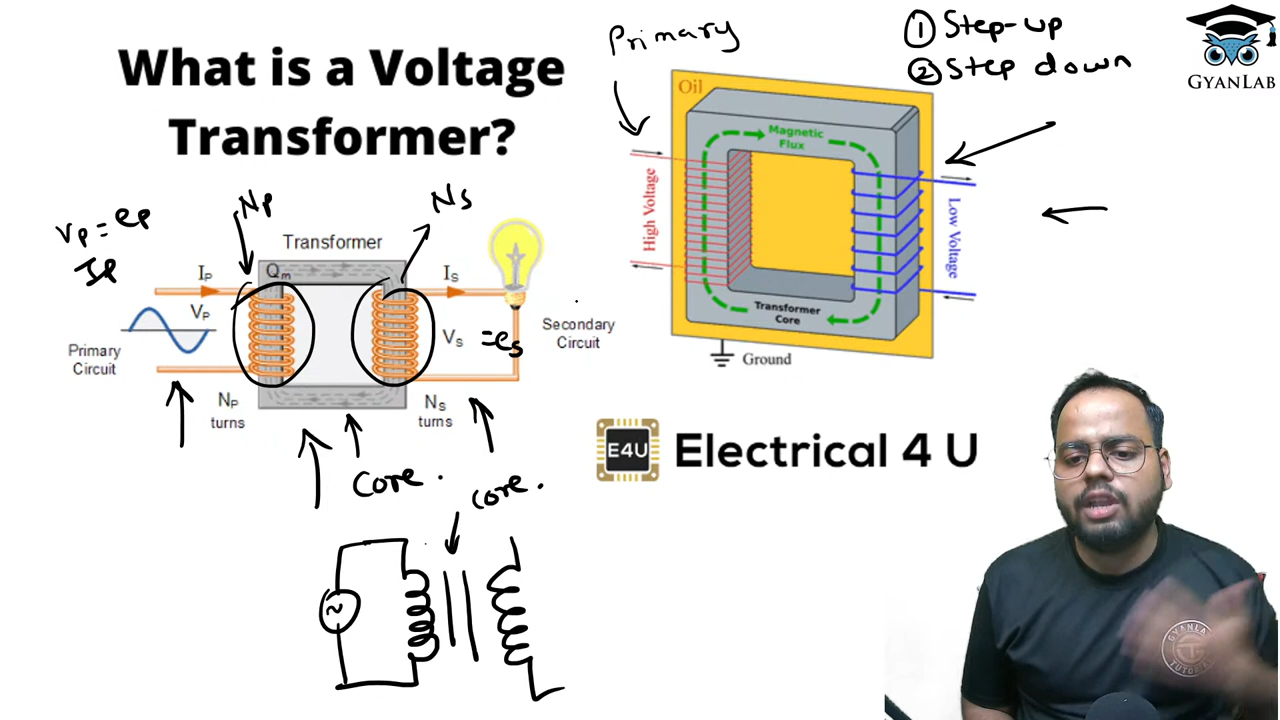 What is a Voltage
Transformer?
Primary
① Step-up
② Step down
GYANLAB
Oil
Magnetic
Flux
High Voltage
Low Voltage
Transformer
Core
Ground
Vp = ep
Ip
Np
Ns
Transformer
Qm
IP
IS
VP
VS
= es
Primary
Circuit
Secondary
Circuit
NP
turns
NS
turns
Core.
Core.
E4U
Electrical 4 U
~